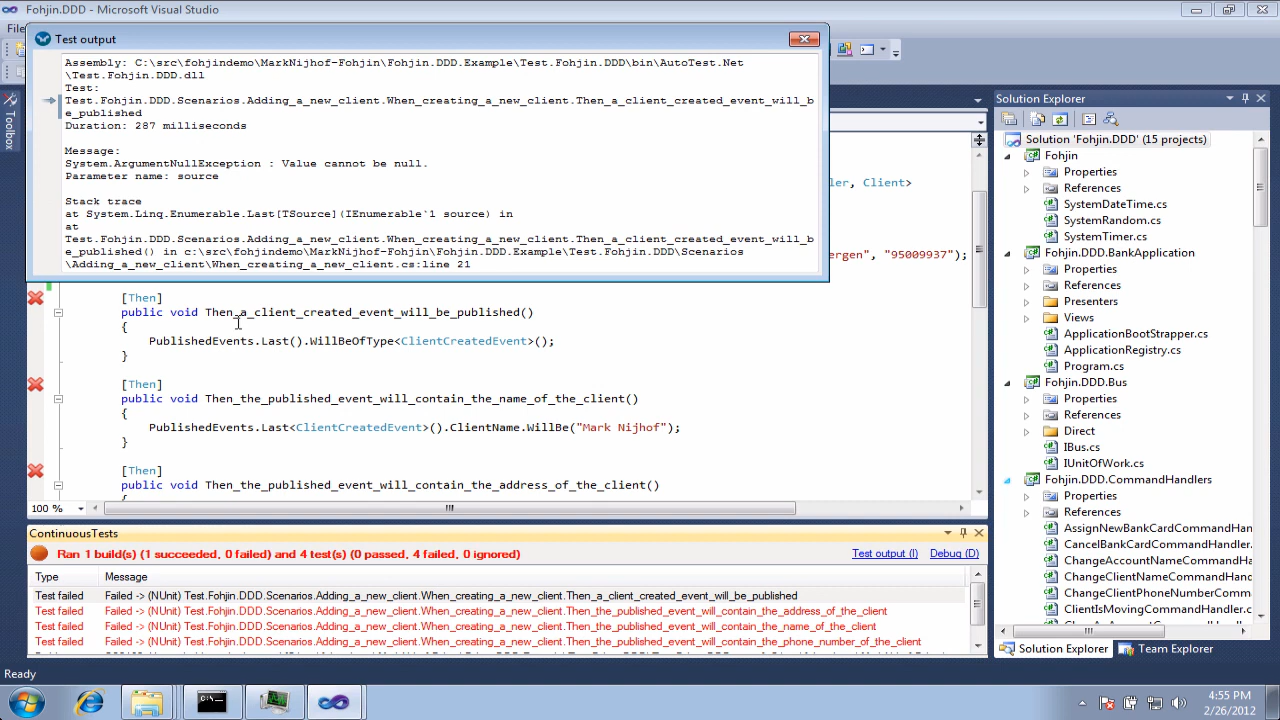 Fohjin.DDD - Microsoft Visual Studio
File
Test output
Assembly: C:\src\fohjindemo\MarkNijhof-Fohjin\Fohjin.DDD.Example\Test.Fohjin.DDD\bin\AutoTest.Net
\Test.Fohjin.DDD.dll
Test:
Test.Fohjin.DDD.Scenarios.Adding_a_new_client.When_creating_a_new_client.Then_a_client_created_event_will_b
e_published
Duration: 287 milliseconds
Message:
System.ArgumentNullException : Value cannot be null.
Parameter name: source
Stack trace
at System.Linq.Enumerable.Last[TSource](IEnumerable`1 source) in
at
Test.Fohjin.DDD.Scenarios.Adding_a_new_client.When_creating_a_new_client.Then_a_client_created_event_will_b
e_published() in c:\src\fohjindemo\MarkNijhof-Fohjin\Fohjin.DDD.Example\Test.Fohjin.DDD\Scenarios
\Adding_a_new_client\When_creating_a_new_client.cs:line 21
Toolbox
ler, Client>
ergen", "95009937");
[Then]
public void Then_a_client_created_event_will_be_published()
{
PublishedEvents.Last().WillBeOfType<ClientCreatedEvent>();
}
[Then]
public void Then_the_published_event_will_contain_the_name_of_the_client()
{
PublishedEvents.Last<ClientCreatedEvent>().ClientName.WillBe("Mark Nijhof");
}
[Then]
public void Then_the_published_event_will_contain_the_address_of_the_client()
{
100 %
ContinuousTests
Ran 1 build(s) (1 succeeded, 0 failed) and 4 test(s) (0 passed, 4 failed, 0 ignored)
Test output (I) Debug (D)
Type Message
Test failed Failed -> (NUnit) Test.Fohjin.DDD.Scenarios.Adding_a_new_client.When_creating_a_new_client.Then_a_client_created_event_will_be_published
Test failed Failed -> (NUnit) Test.Fohjin.DDD.Scenarios.Adding_a_new_client.When_creating_a_new_client.Then_the_published_event_will_contain_the_address_of_the_client
Test failed Failed -> (NUnit) Test.Fohjin.DDD.Scenarios.Adding_a_new_client.When_creating_a_new_client.Then_the_published_event_will_contain_the_name_of_the_client
Test failed Failed -> (NUnit) Test.Fohjin.DDD.Scenarios.Adding_a_new_client.When_creating_a_new_client.Then_the_published_event_will_contain_the_phone_number_of_the_client
Solution Explorer
Solution 'Fohjin.DDD' (15 projects)
Fohjin
Properties
References
SystemDateTime.cs
SystemRandom.cs
SystemTimer.cs
Fohjin.DDD.BankApplication
Properties
References
Presenters
Views
ApplicationBootStrapper.cs
ApplicationRegistry.cs
Program.cs
Fohjin.DDD.Bus
Properties
References
Direct
IBus.cs
IUnitOfWork.cs
Fohjin.DDD.CommandHandlers
Properties
References
AssignNewBankCardCommandHan
CancelBankCardCommandHandler.
ChangeAccountNameCommandHa
ChangeClientNameCommandHanc
ChangeClientPhoneNumberComma
ClientIsMovingCommandHandler.c
Solution Explorer Team Explorer
Ready
4:55 PM
2/26/2012